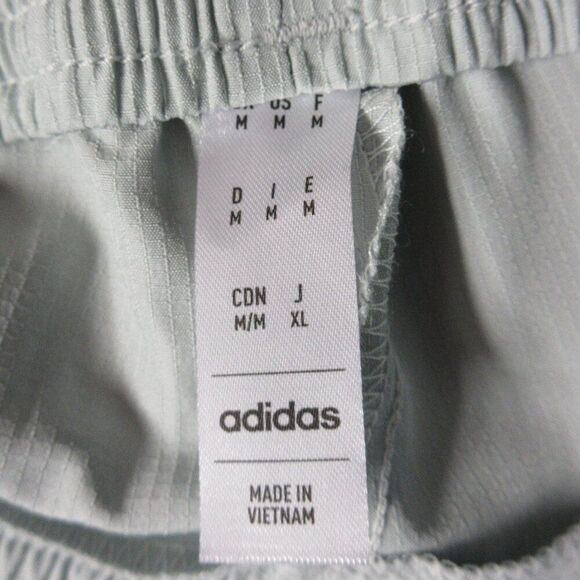 US F
M M M
D I E
M M M
CDN J
M/M XL
adidas
MADE IN
VIETNAM